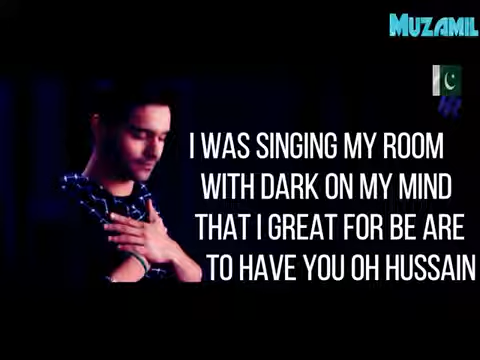 MUZAMIL
I WAS SINGING MY ROOM
WITH DARK ON MY MIND
THAT I GREAT FOR BE ARE
TO HAVE YOU OH HUSSAIN